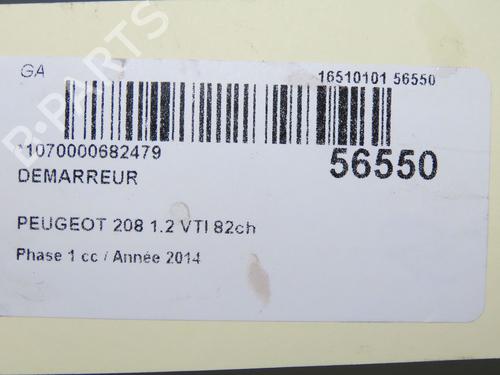 GA
16510101 56550
*1070000682479
56550
DEMARREUR
PEUGEOT 208 1.2 VTI 82ch
Phase 1 cc / Année 2014
B-PARTS